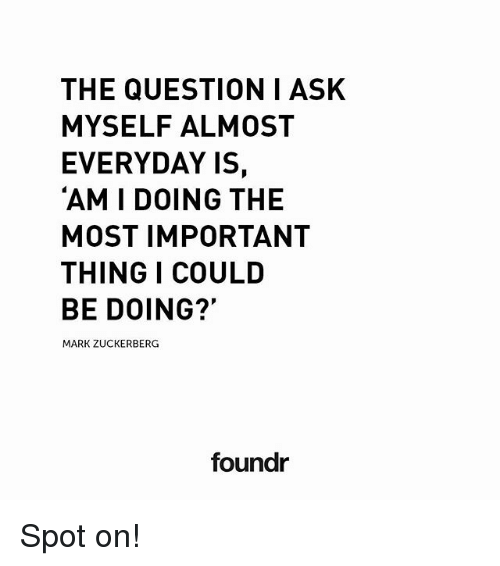 THE QUESTION I ASK
MYSELF ALMOST
EVERYDAY IS,
'AM I DOING THE
MOST IMPORTANT
THING I COULD
BE DOING?'
MARK ZUCKERBERG
foundr
Spot on!